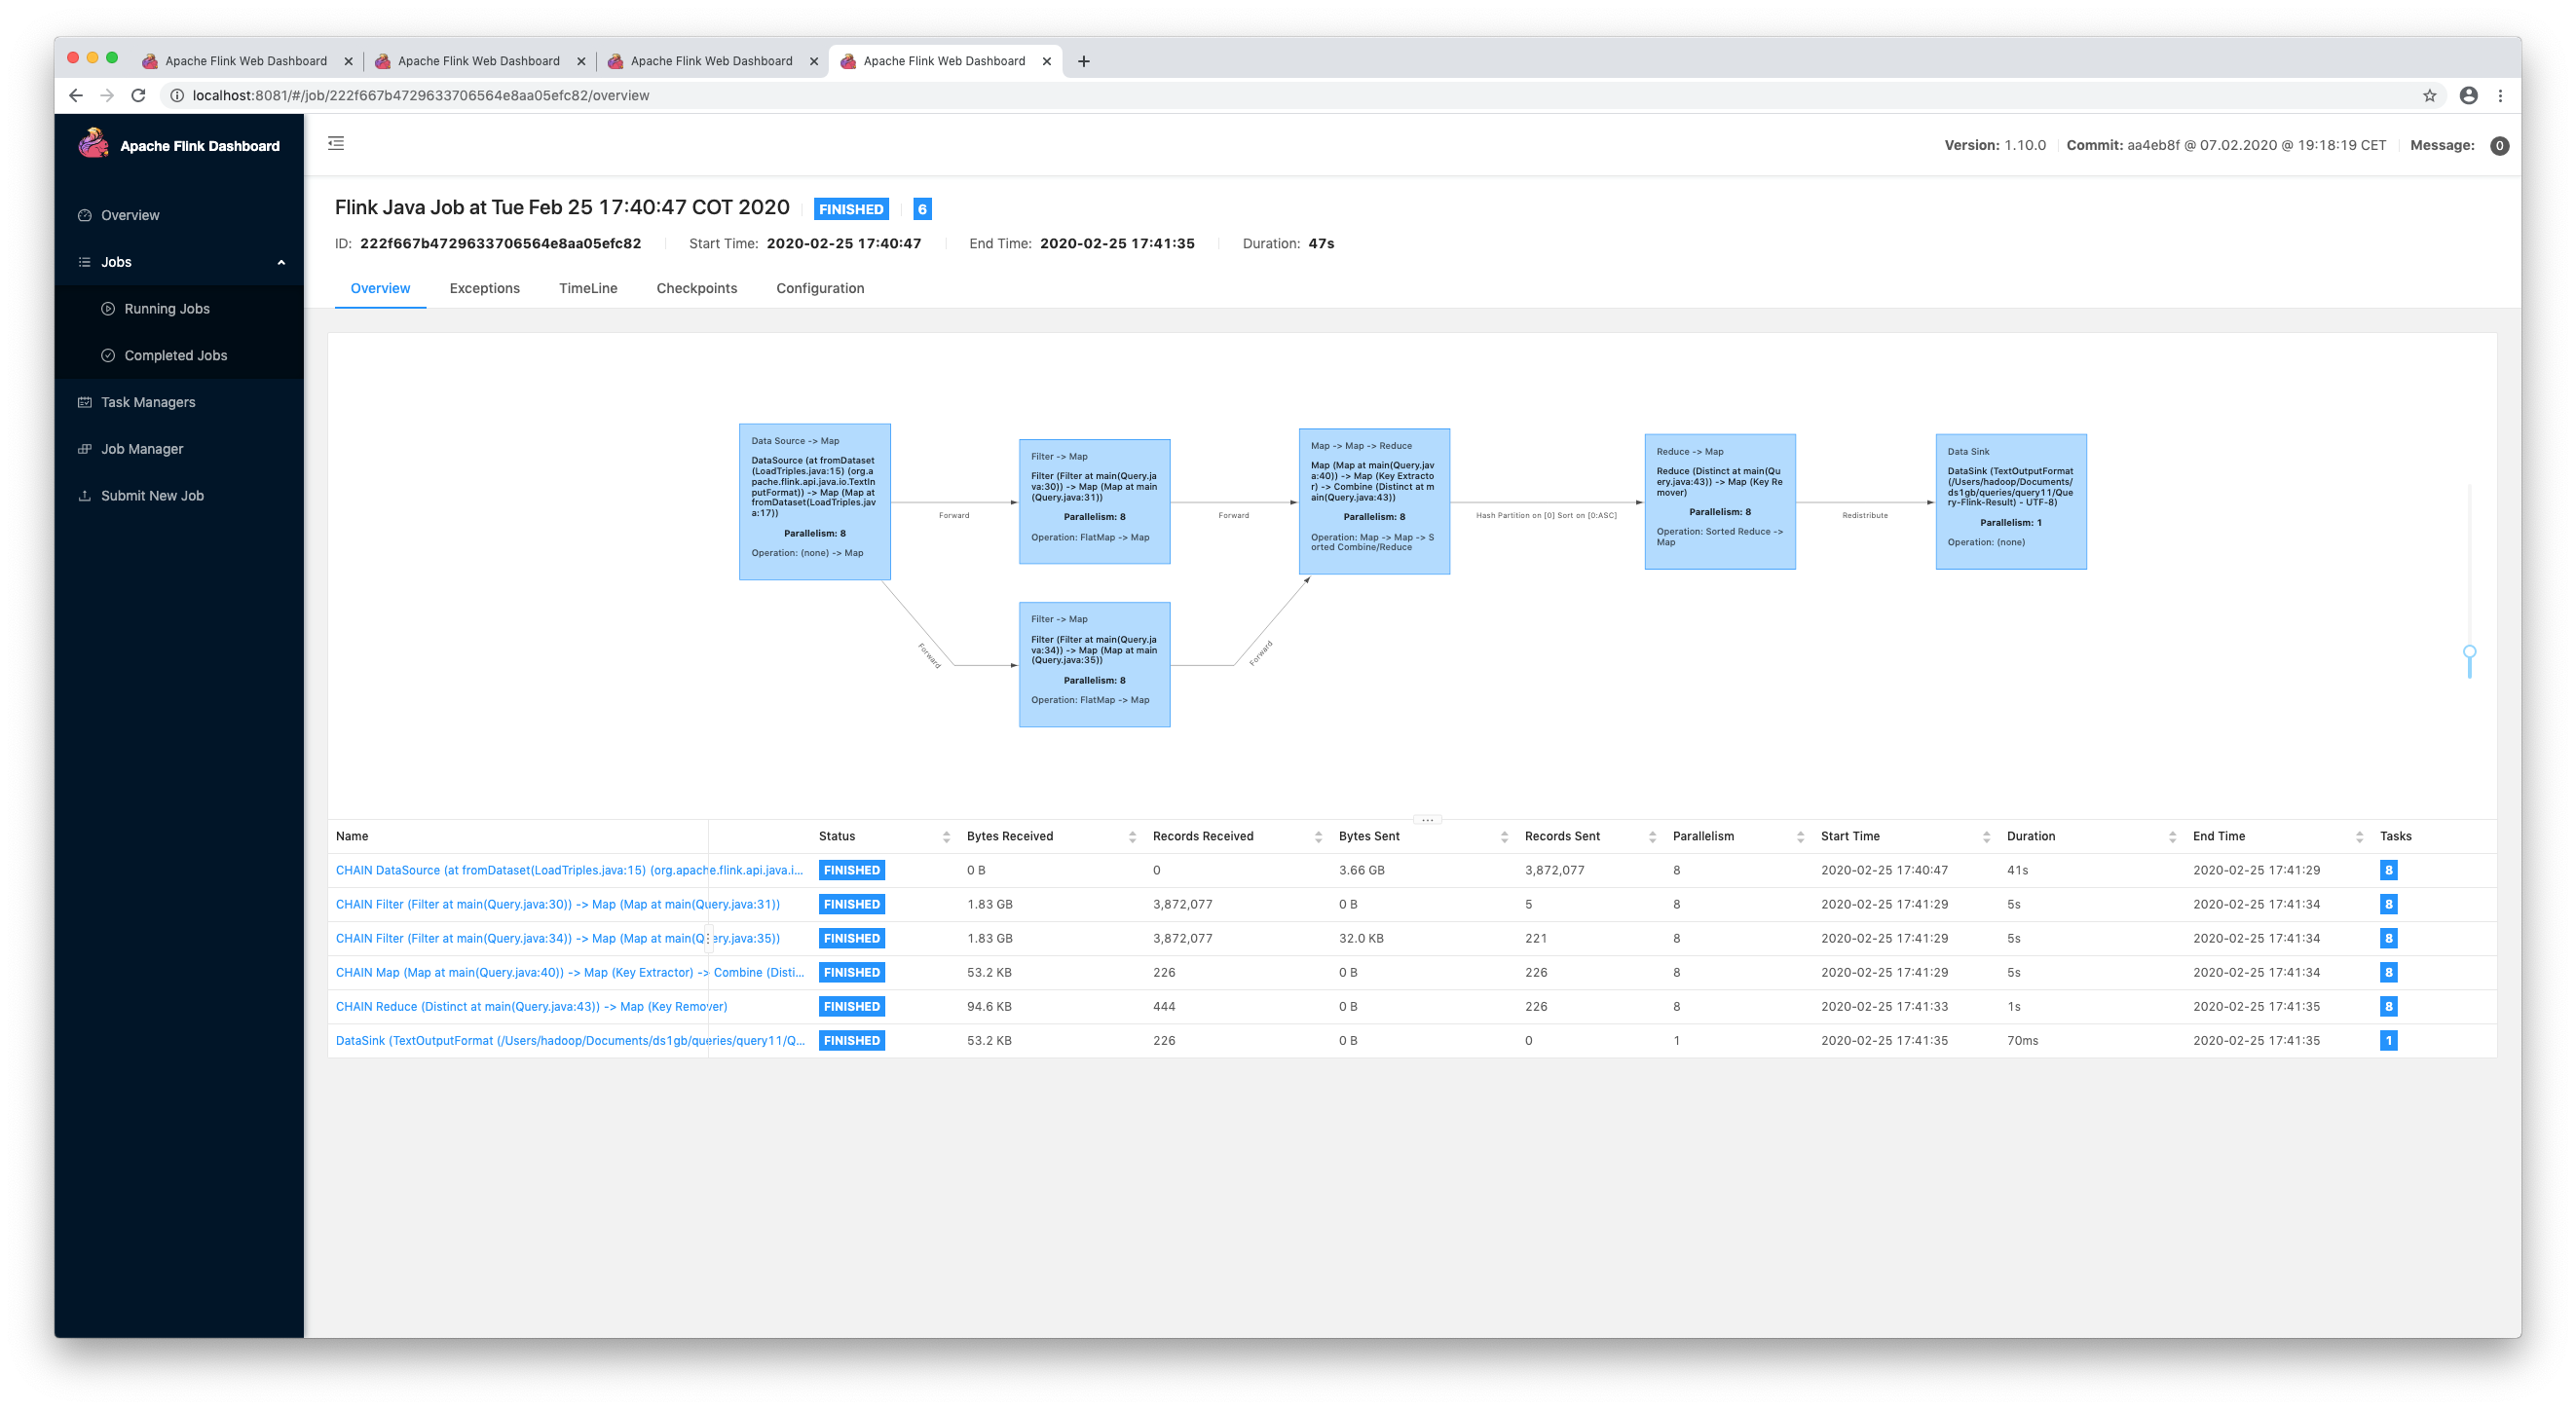 Apache Flink Web Dashboard
Apache Flink Web Dashboard
Apache Flink Web Dashboard
Apache Flink Web Dashboard
localhost:8081/#/job/222f667b4729633706564e8aa05efc82/overview
Apache Flink Dashboard
Version: 1.10.0 Commit: aa4eb8f @ 07.02.2020 @ 19:18:19 CET Message: 0
Overview
Jobs
Running Jobs
Completed Jobs
Task Managers
Job Manager
Submit New Job
Flink Java Job at Tue Feb 25 17:40:47 COT 2020 FINISHED 6
ID: 222f667b4729633706564e8aa05efc82 Start Time: 2020-02-25 17:40:47 End Time: 2020-02-25 17:41:35 Duration: 47s
Overview Exceptions TimeLine Checkpoints Configuration
Data Source -> Map
DataSource (at fromDataset
(LoadTriples.java:15) (org.a
pache.flink.api.java.io.TextIn
putFormat)) -> Map (Map at
fromDataset(LoadTriples.jav
a:17))
Parallelism: 8
Operation: (none) -> Map
Forward
Filter -> Map
Filter (Filter at main(Query.ja
va:30)) -> Map (Map at main
(Query.java:31))
Parallelism: 8
Operation: FlatMap -> Map
Forward
Map -> Map -> Reduce
Map (Map at main(Query.jav
a:40)) -> Map (Key Extracto
r) -> Combine (Distinct at m
ain(Query.java:43))
Parallelism: 8
Operation: Map -> Map -> S
orted Combine/Reduce
Hash Partition on [0] Sort on [0:ASC]
Reduce -> Map
Reduce (Distinct at main(Qu
ery.java:43)) -> Map (Key Re
mover)
Parallelism: 8
Operation: Sorted Reduce ->
Map
Redistribute
Data Sink
DataSink (TextOutputFormat
(/Users/hadoop/Documents/
ds1gb/queries/query11/Que
ry-Flink-Result) - UTF-8)
Parallelism: 1
Operation: (none)
Forward
Filter -> Map
Filter (Filter at main(Query.ja
va:34)) -> Map (Map at main
(Query.java:35))
Parallelism: 8
Operation: FlatMap -> Map
Forward
Name Status Bytes Received Records Received Bytes Sent Records Sent Parallelism Start Time Duration End Time Tasks
CHAIN DataSource (at fromDataset(LoadTriples.java:15) (org.apache.flink.api.java.i... FINISHED 0 B 0 3.66 GB 3,872,077 8 2020-02-25 17:40:47 41s 2020-02-25 17:41:29 8
CHAIN Filter (Filter at main(Query.java:30)) -> Map (Map at main(Query.java:31)) FINISHED 1.83 GB 3,872,077 0 B 5 8 2020-02-25 17:41:29 5s 2020-02-25 17:41:34 8
CHAIN Filter (Filter at main(Query.java:34)) -> Map (Map at main(Query.java:35)) FINISHED 1.83 GB 3,872,077 32.0 KB 221 8 2020-02-25 17:41:29 5s 2020-02-25 17:41:34 8
CHAIN Map (Map at main(Query.java:40)) -> Map (Key Extractor) -> Combine (Disti... FINISHED 53.2 KB 226 0 B 226 8 2020-02-25 17:41:29 5s 2020-02-25 17:41:34 8
CHAIN Reduce (Distinct at main(Query.java:43)) -> Map (Key Remover) FINISHED 94.6 KB 444 0 B 226 8 2020-02-25 17:41:33 1s 2020-02-25 17:41:35 8
DataSink (TextOutputFormat (/Users/hadoop/Documents/ds1gb/queries/query11/Q... FINISHED 53.2 KB 226 0 B 0 1 2020-02-25 17:41:35 70ms 2020-02-25 17:41:35 1